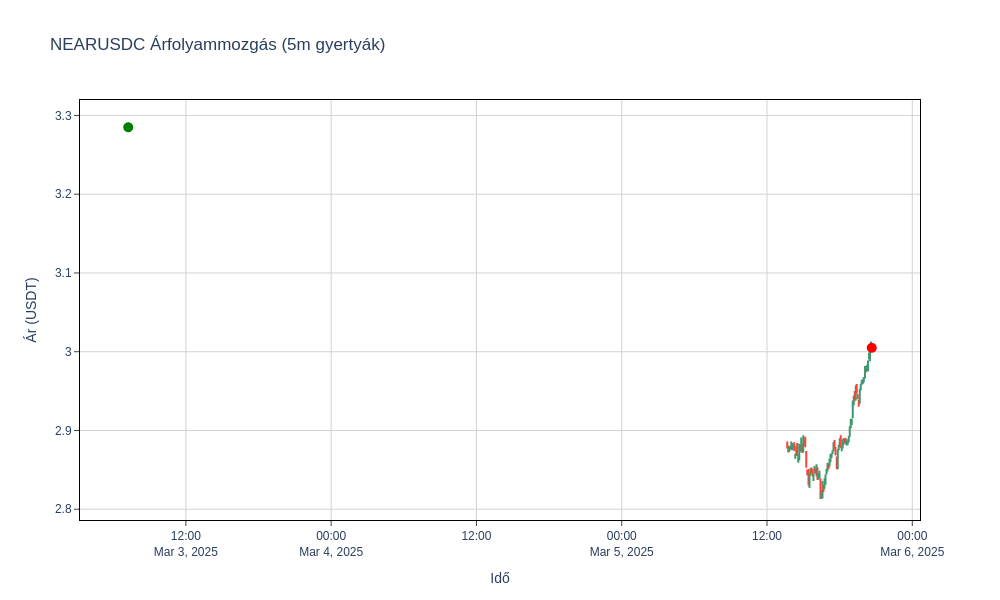 NEARUSDC Árfolyammozgás (5m gyertyák)
3.3
3.2
3.1
3
2.9
2.8
Ár (USDT)
12:00
Mar 3, 2025
00:00
Mar 4, 2025
12:00
00:00
Mar 5, 2025
12:00
00:00
Mar 6, 2025
Idő